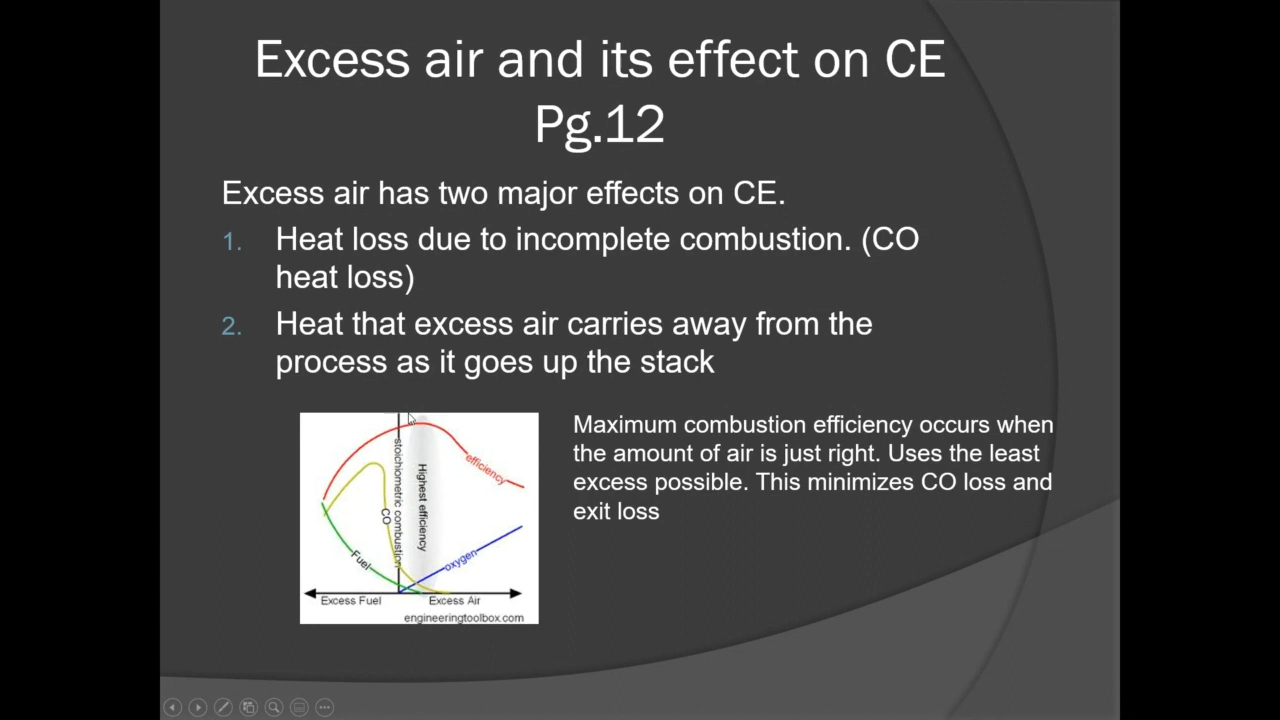 Excess air and its effect on CE
Pg.12
Excess air has two major effects on CE.
1. Heat loss due to incomplete combustion. (CO
heat loss)
2. Heat that excess air carries away from the
process as it goes up the stack
Maximum combustion efficiency occurs when
the amount of air is just right. Uses the least
excess possible. This minimizes CO loss and
exit loss
stoichiometric combustion
Highest efficiency
efficiency
CO
Fuel
oxygen
Excess Fuel
Excess Air
engineeringtoolbox.com